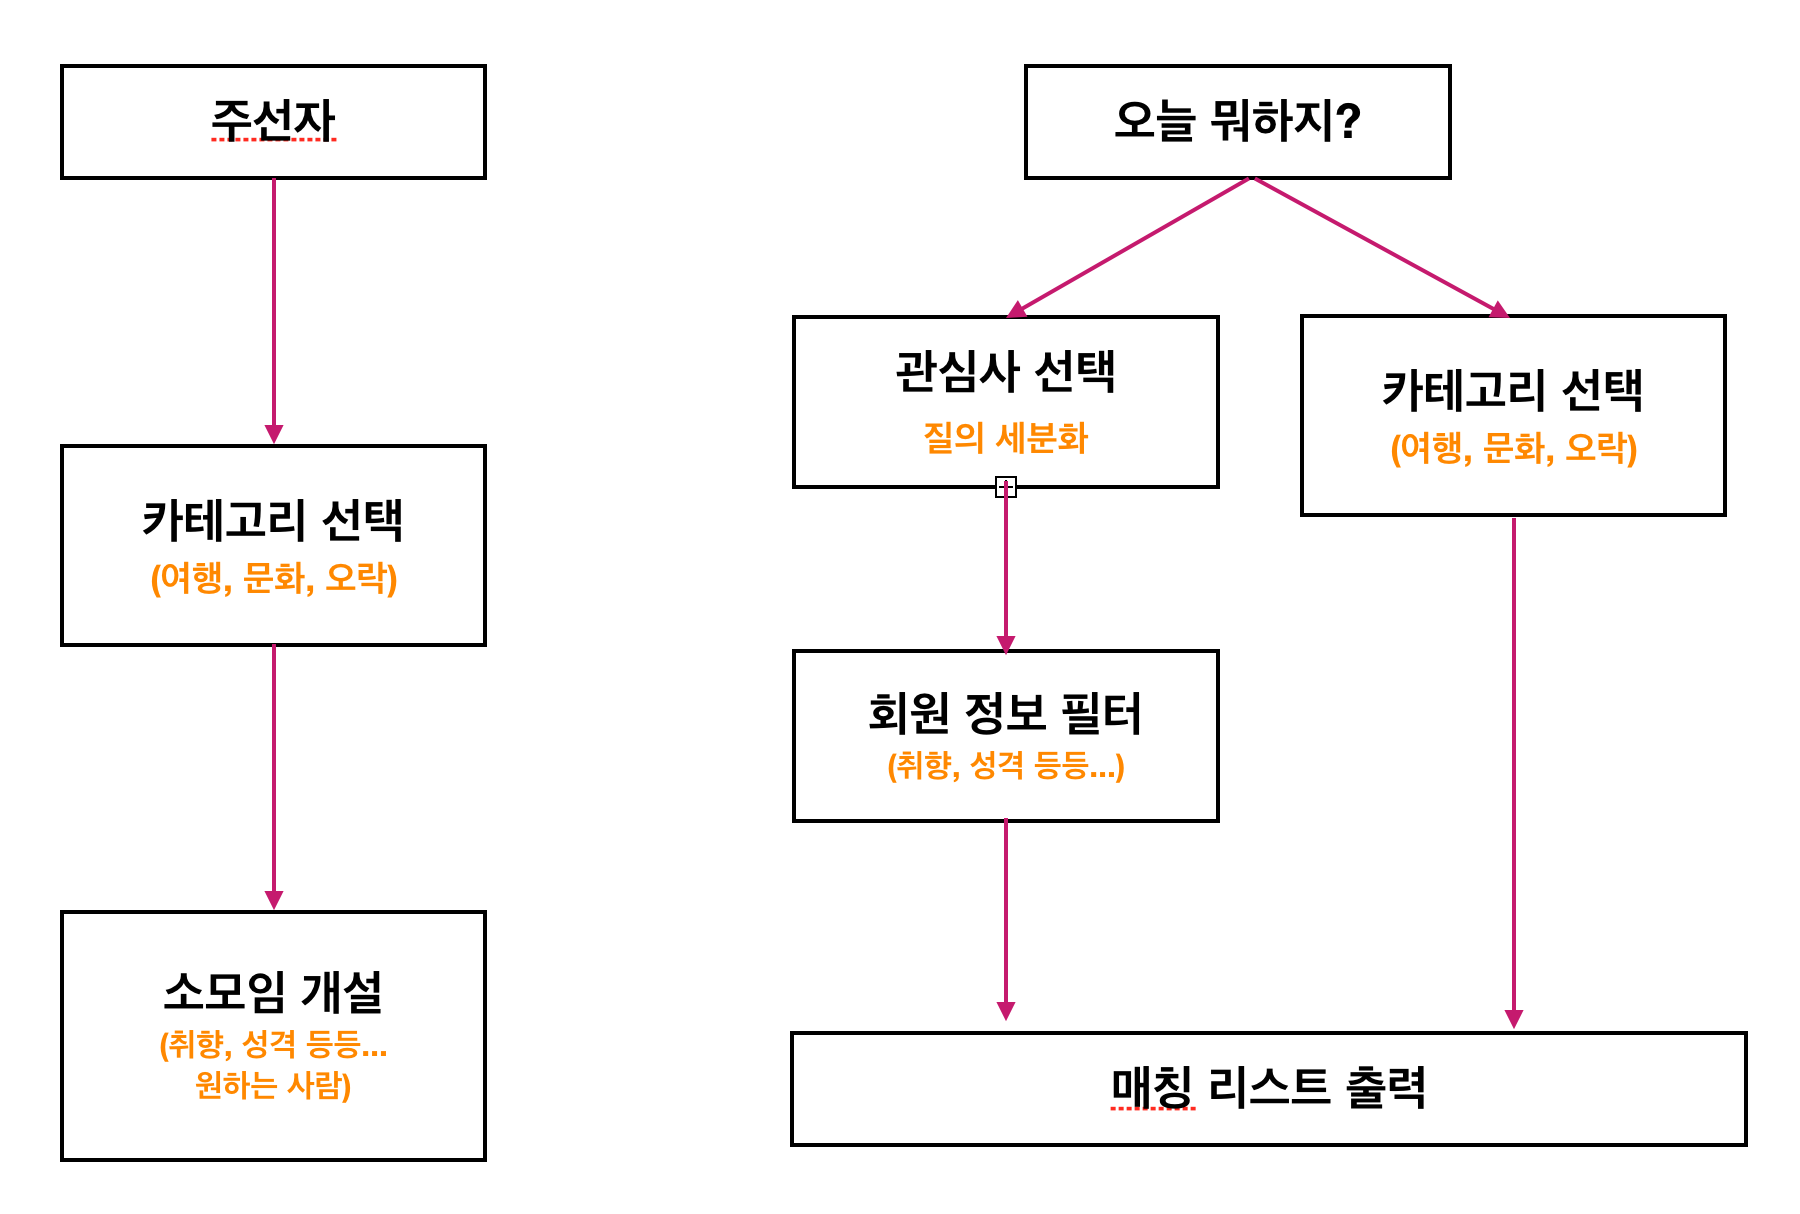 주선자
카테고리 선택
(여행, 문화, 오락)
소모임 개설
(취향, 성격 등등...
원하는 사람)
오늘 뭐하지?
관심사 선택
질의 세분화
카테고리 선택
(여행, 문화, 오락)
회원 정보 필터
(취향, 성격 등등...)
매칭 리스트 출력